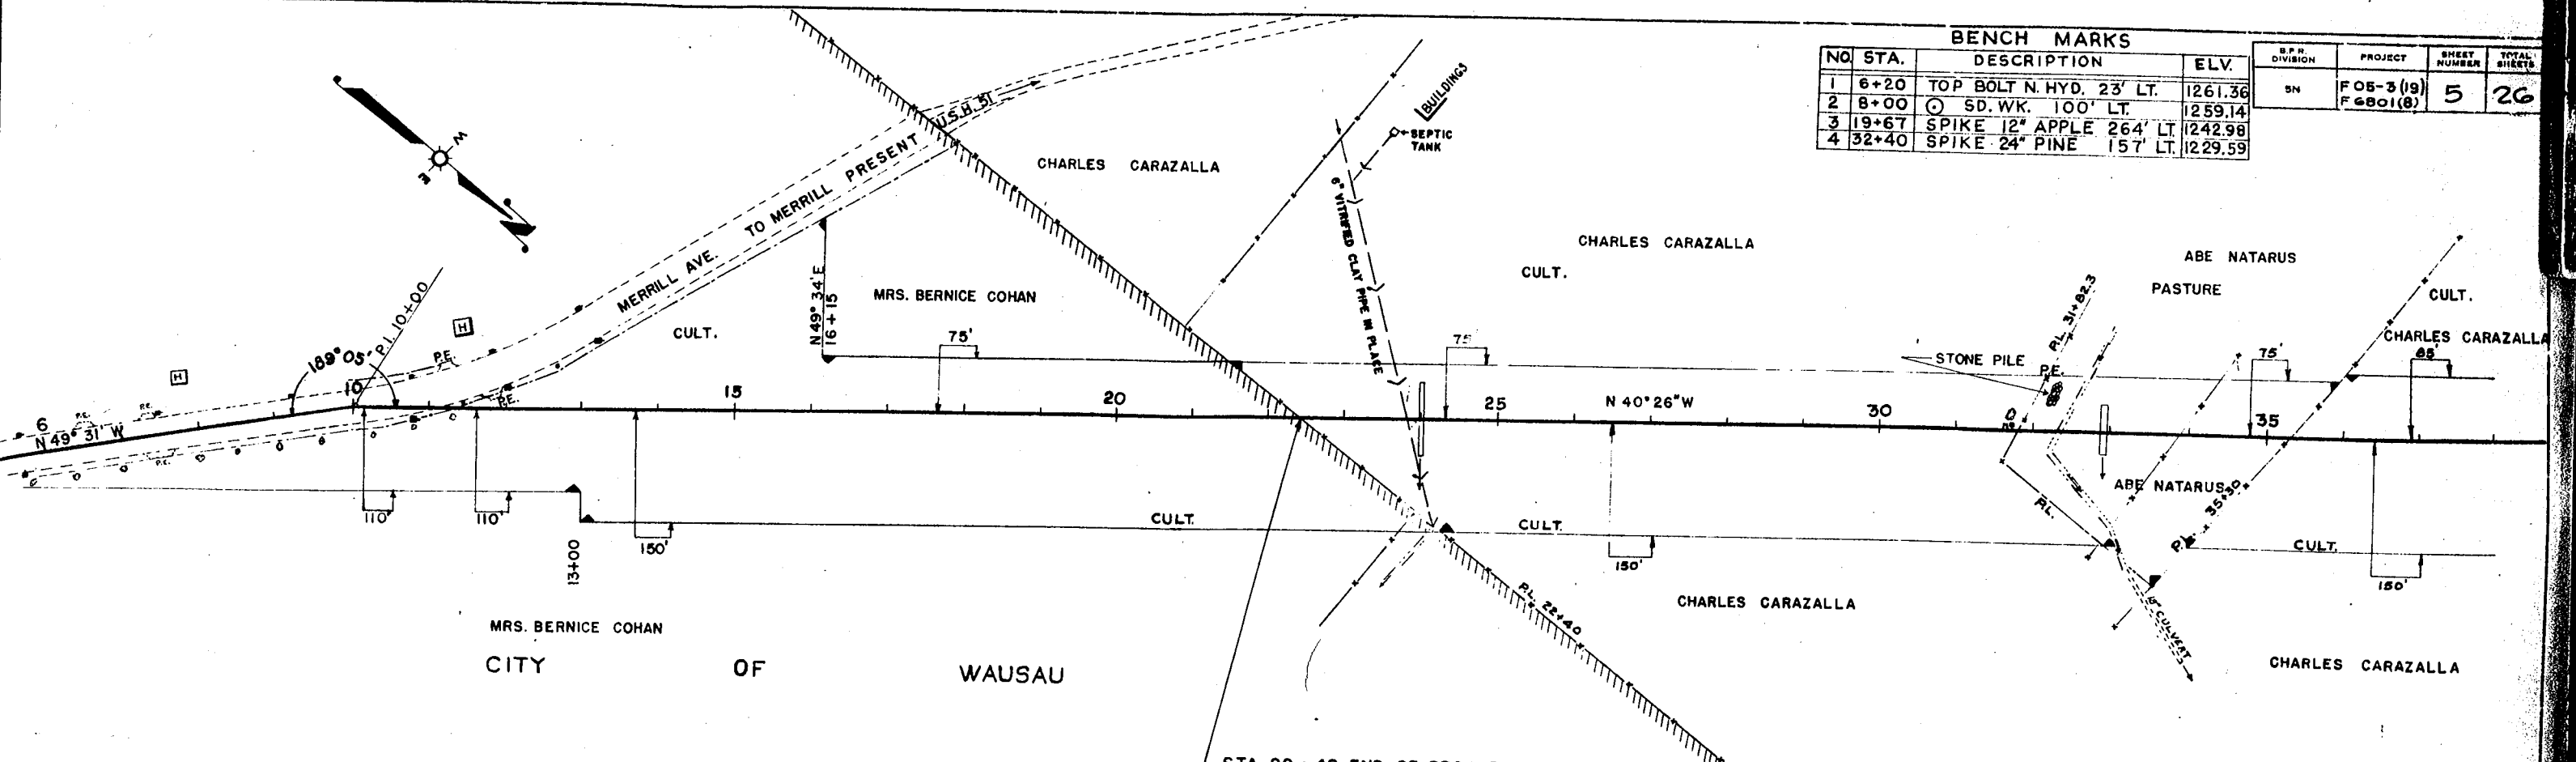 BENCH MARKS
NO. STA. DESCRIPTION ELV.
1 6+20 TOP BOLT N. HYD. 23' LT. 1261.36
2 8+00 ⊙ SD. WK. 100' LT. 1259.14
3 19+67 SPIKE 12" APPLE 264' LT. 1242.98
4 32+40 SPIKE 24" PINE 157' LT. 1229.59
B.P.R. DIVISION PROJECT SHEET NUMBER TOTAL SHEETS
5N F 05-3(19) 5 26
F 6801(8)
BUILDINGS
SEPTIC
TANK
U.S.H. 51
MERRILL AVE. TO MERRILL PRESENT
CHARLES CARAZALLA
6" VITRIFIED CLAY PIPE IN PLACE
CHARLES CARAZALLA
CULT.
ABE NATARUS
PASTURE
CULT.
CHARLES CARAZALLA
W
E
N
P.I. 10+00
H
H
189° 05'
P.E.
CULT.
N 49° 34' E
16+15
MRS. BERNICE COHAN
75'
75'
STONE PILE
P.E.
P.L. 31+82.3
75'
85'
6
N 49° 31' W
P.E.
P.E.
P.E.
P.E.
10
15
20
25
N 40° 26" W
30
35
110'
110'
13+00
150'
CULT.
CULT.
150'
P.L.
ABE NATARUS
P.L. 35+30
CULT.
150'
P.L. 22+40
18" CULVERT
CHARLES CARAZALLA
CHARLES CARAZALLA
MRS. BERNICE COHAN
CITY OF WAUSAU